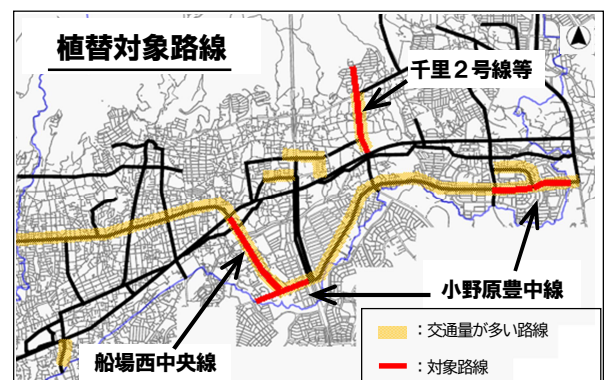 植替対象路線
千里２号線等
小野原豊中線
船場西中央線
：交通量が多い路線
：対象路線